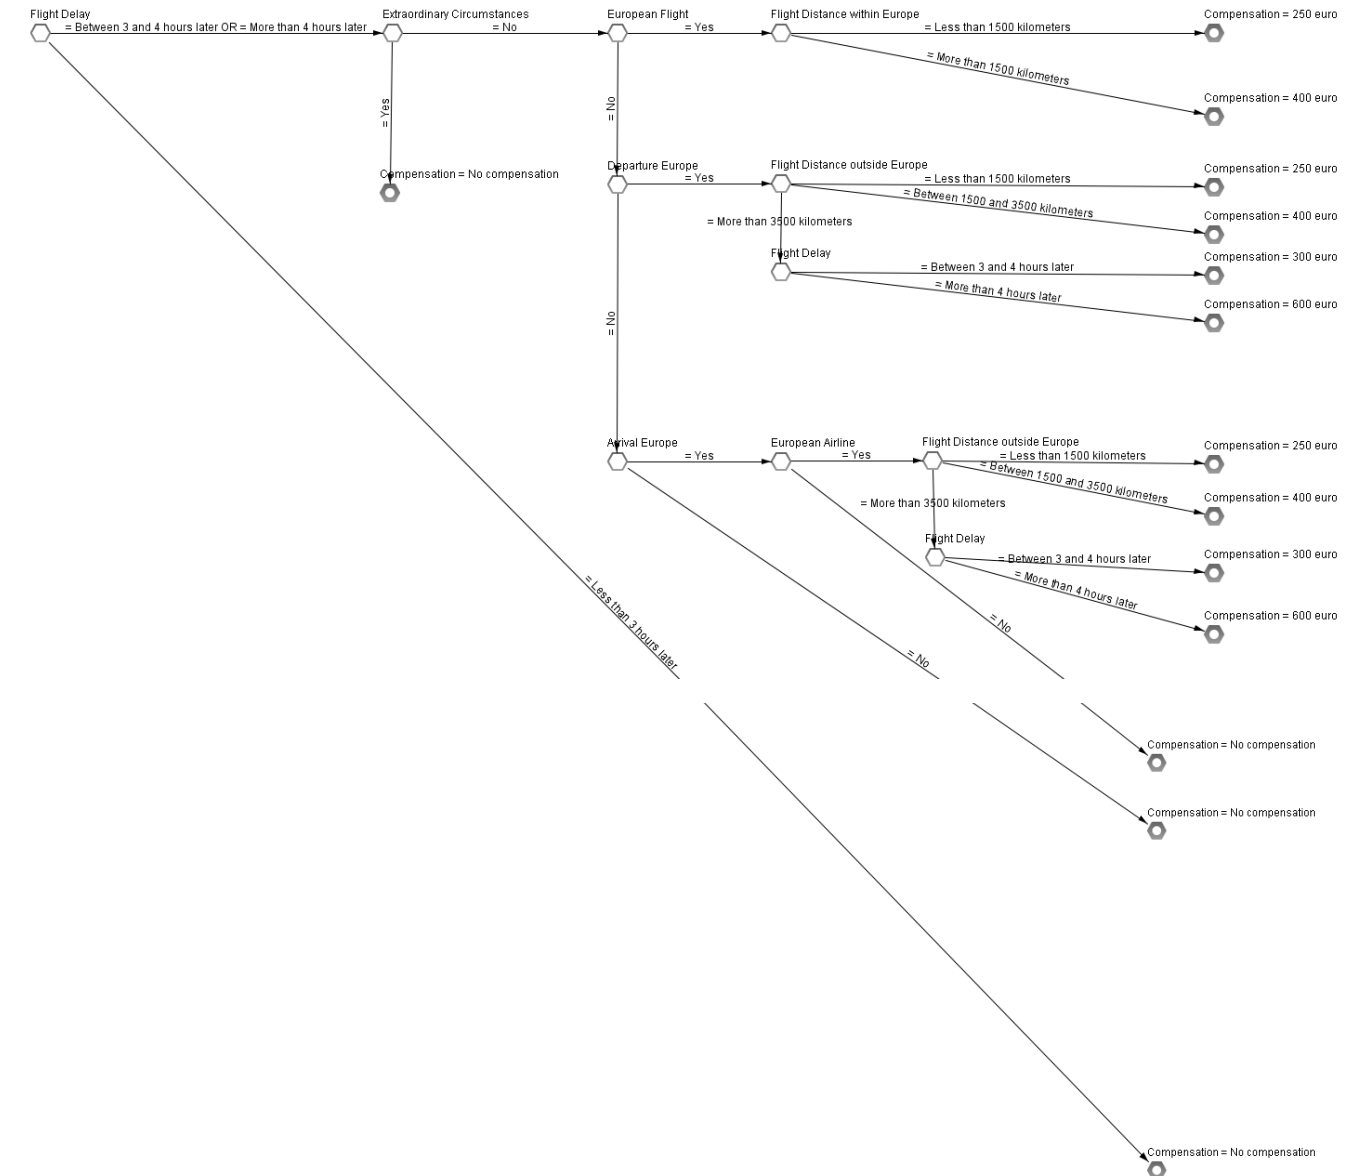 Flight Delay
= Between 3 and 4 hours later OR = More than 4 hours later
Extraordinary Circumstances
= No
European Flight
= Yes
Flight Distance within Europe
= Less than 1500 kilometers
Compensation = 250 euro
= More than 1500 kilometers
Compensation = 400 euro
= Yes
= No
Compensation = No compensation
Departure Europe
= Yes
Flight Distance outside Europe
= Less than 1500 kilometers
Compensation = 250 euro
= Between 1500 and 3500 kilometers
Compensation = 400 euro
= More than 3500 kilometers
Flight Delay
= Between 3 and 4 hours later
Compensation = 300 euro
= More than 4 hours later
Compensation = 600 euro
= No
Arrival Europe
= Yes
European Airline
= Yes
Flight Distance outside Europe
= Less than 1500 kilometers
Compensation = 250 euro
= Between 1500 and 3500 kilometers
Compensation = 400 euro
= More than 3500 kilometers
Flight Delay
= Between 3 and 4 hours later
Compensation = 300 euro
= More than 4 hours later
Compensation = 600 euro
= Less than 3 hours later
= No
= No
Compensation = No compensation
Compensation = No compensation
Compensation = No compensation